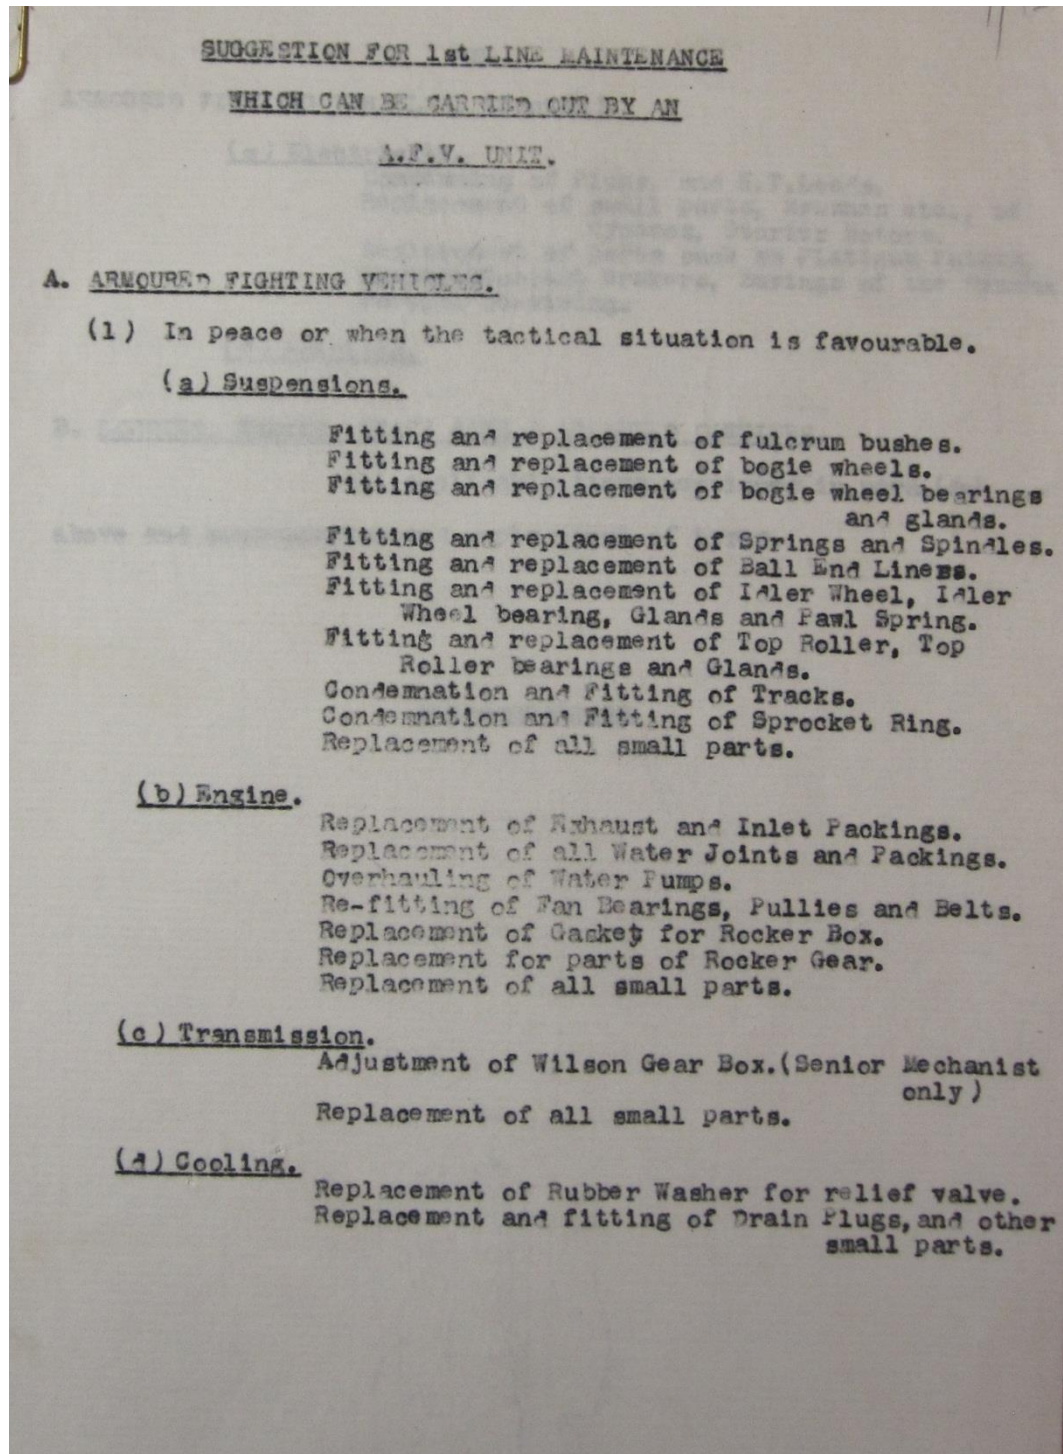 SUGGESTION FOR 1st LINE MAINTENANCE
WHICH CAN BE CARRIED OUT BY AN
A.F.V. UNIT.
A. ARMOURED FIGHTING VEHICLES.
(1) In peace or when the tactical situation is favourable.
(a) Suspensions.
Fitting and replacement of fulcrum bushes.
Fitting and replacement of bogie wheels.
Fitting and replacement of bogie wheel bearings
and glands.
Fitting and replacement of Springs and Spindles.
Fitting and replacement of Ball End Liners.
Fitting and replacement of Idler Wheel, Idler
Wheel bearing, Glands and Pawl Spring.
Fitting and replacement of Top Roller, Top
Roller bearings and Glands.
Condemnation and Fitting of Tracks.
Condemnation and Fitting of Sprocket Ring.
Replacement of all small parts.
(b) Engine.
Replacement of Exhaust and Inlet Packings.
Replacement of all Water Joints and Packings.
Overhauling of Water Pumps.
Re-fitting of Fan Bearings, Pullies and Belts.
Replacement of Gasket for Rocker Box.
Replacement for parts of Rocker Gear.
Replacement of all small parts.
(c) Transmission.
Adjustment of Wilson Gear Box.(Senior Mechanist
only)
Replacement of all small parts.
(d) Cooling.
Replacement of Rubber Washer for relief valve.
Replacement and fitting of Drain Plugs, and other
small parts.